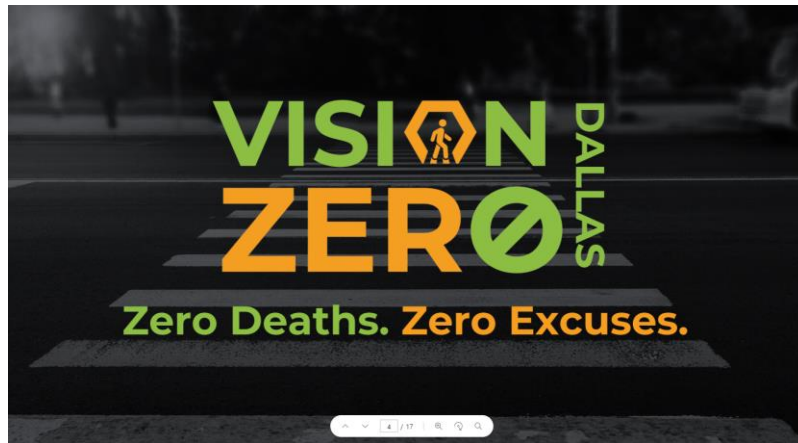 VISION
ZERO
DALLAS
Zero Deaths. Zero Excuses.
4 / 17